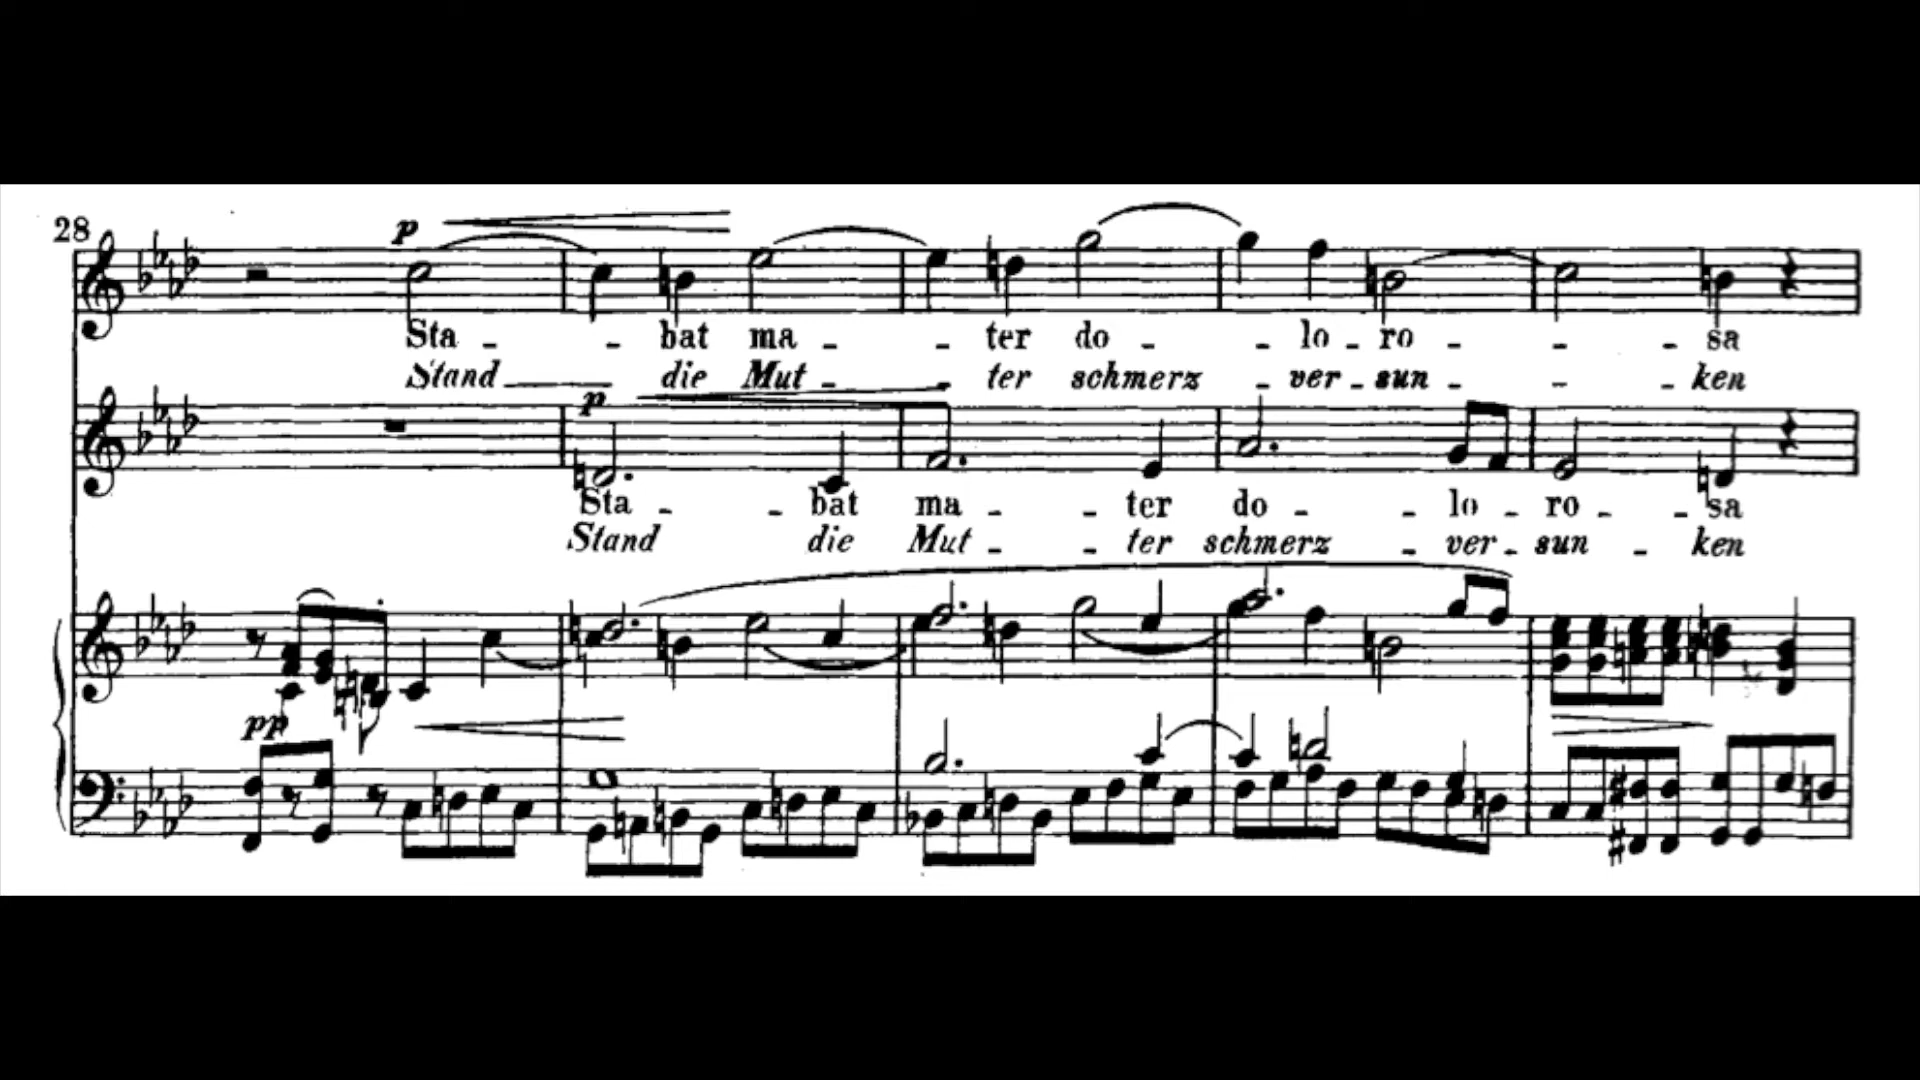 28
p
Sta - - bat ma - - ter do - - lo - ro - - - sa
Stand die Mut - - ter schmerz - ver - sun - - - ken
p
Sta - - bat ma - - ter do - - lo - ro - - sa
Stand die Mut - - ter schmerz - ver - sun - ken
pp